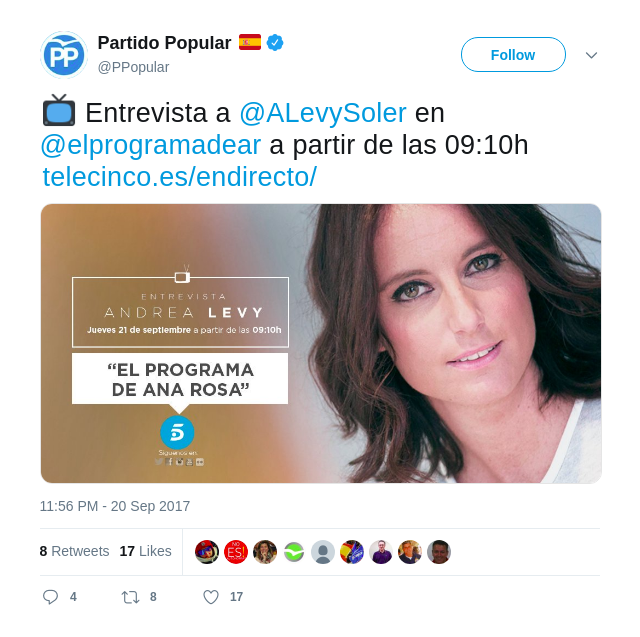 Partido Popular
@PPopular
Follow
Entrevista a @ALevySoler en
@elprogramadear a partir de las 09:10h
telecinco.es/endirecto/
ENTREVISTA
ANDREA LEVY
Jueves 21 de septiembre a partir de las 09:10h
“EL PROGRAMA
DE ANA ROSA”
5
Síguenos en
11:56 PM - 20 Sep 2017
8 Retweets 17 Likes
NO
ES!
4 8 17